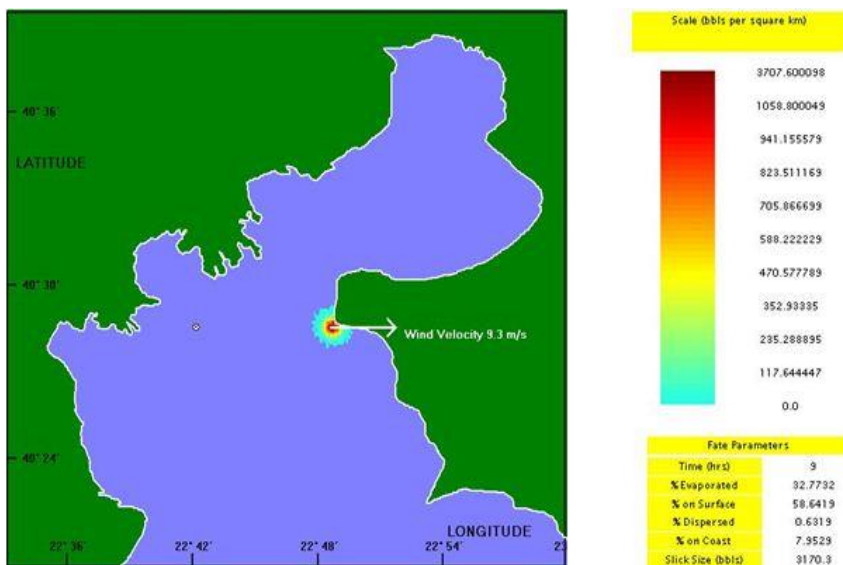 40° 36'
LATITUDE
40° 30'
Wind Velocity 9.3 m/s
40° 24'
LONGITUDE
22° 36'
22° 42'
22° 48'
22° 54'
Scale (bbls per square km)
3707.600098
1058.800049
941.155579
823.511169
705.866699
588.222229
470.577789
352.93335
235.288895
117.644447
0.0
Fate Parameters
Time (hrs) 9
% Evaporated 32.7732
% on Surface 58.6419
% Dispersed 0.6319
% on Coast 7.9529
Slick Size (bbls) 3170.3